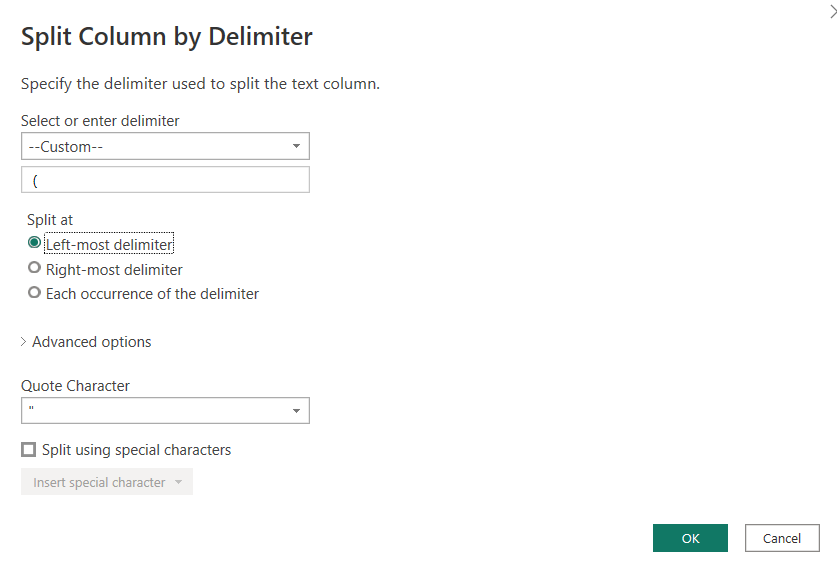 Split Column by Delimiter
Specify the delimiter used to split the text column.
Select or enter delimiter
--Custom--
(
Split at
Left-most delimiter
Right-most delimiter
Each occurrence of the delimiter
Advanced options
Quote Character
"
Split using special characters
Insert special character
OK Cancel